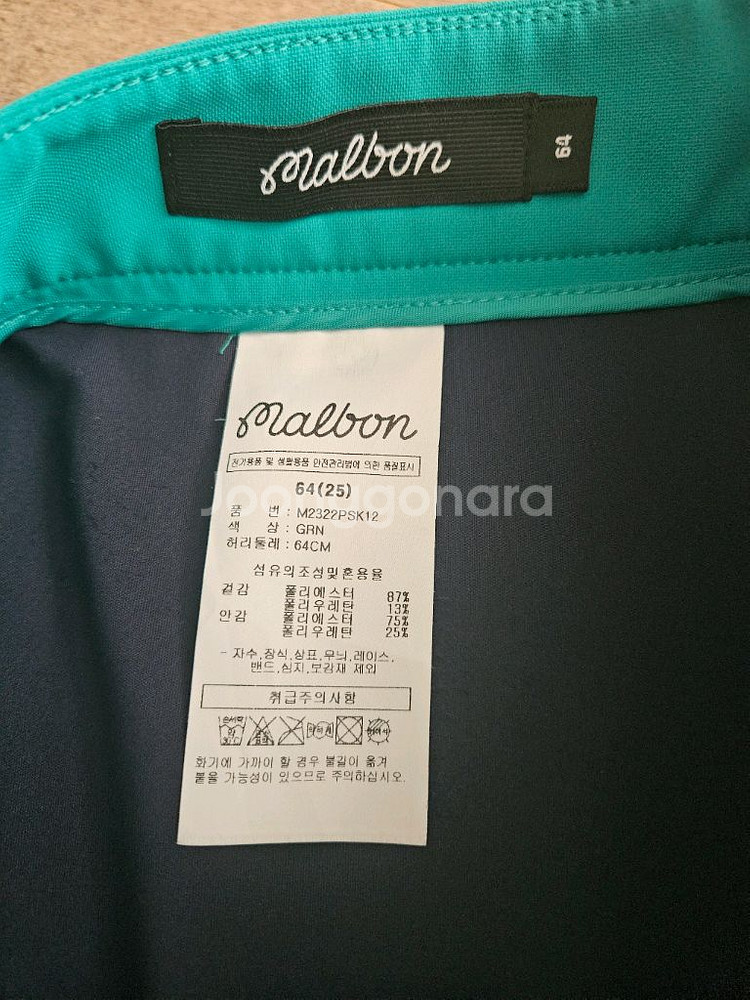 Malbon
64
Malbon
전기용품 및 생활용품 안전관리법에 의한 품질표시
64(25)
Joonggonara
품 번 : M2322PSK12
색 상 : GRN
허리둘레 : 64CM
섬유의조성및혼용율
겉감 폴리에스터 87%
폴리우레탄 13%
안감 폴리에스터 75%
폴리우레탄 25%
- 자수,장식,상표,무늬,레이스,
밴드,심지,보강재 제외
취급주의사항
화기에 가까이 할 경우 불길이 옮겨
붙을 가능성이 있으므로 주의하십시오.